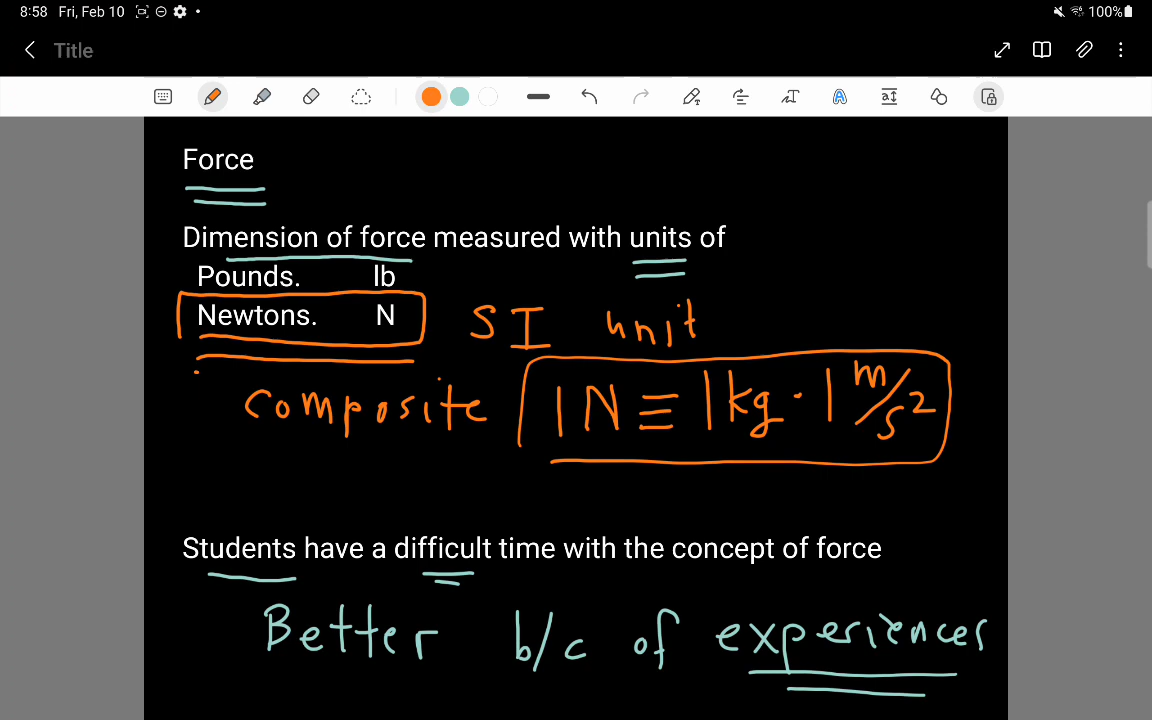 8:58 Fri, Feb 10 100%
Title
Force
Dimension of force measured with units of
Pounds. lb
Newtons. N SI unit
composite 1N ≡ 1kg · 1 m/s²
Students have a difficult time with the concept of force
Better b/c of experiences